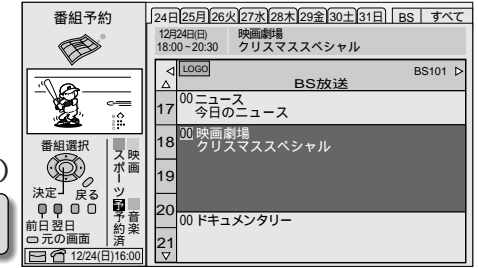 番組予約
24日 25月 26火 27水 28木 29金 30土 31日 BS すべて
12月24日(日) 映画劇場
18:00~20:30 クリスマススペシャル
LOGO BS101
BS放送
17 00 ニュース
今日のニュース
18 00 映画劇場
クリスマススペシャル
19
20
00 ドキュメンタリー
21
番組選択
決定 戻る
前日 翌日
元の画面
スポーツ
映画
予 予約済
音楽
12/24(日)16:00